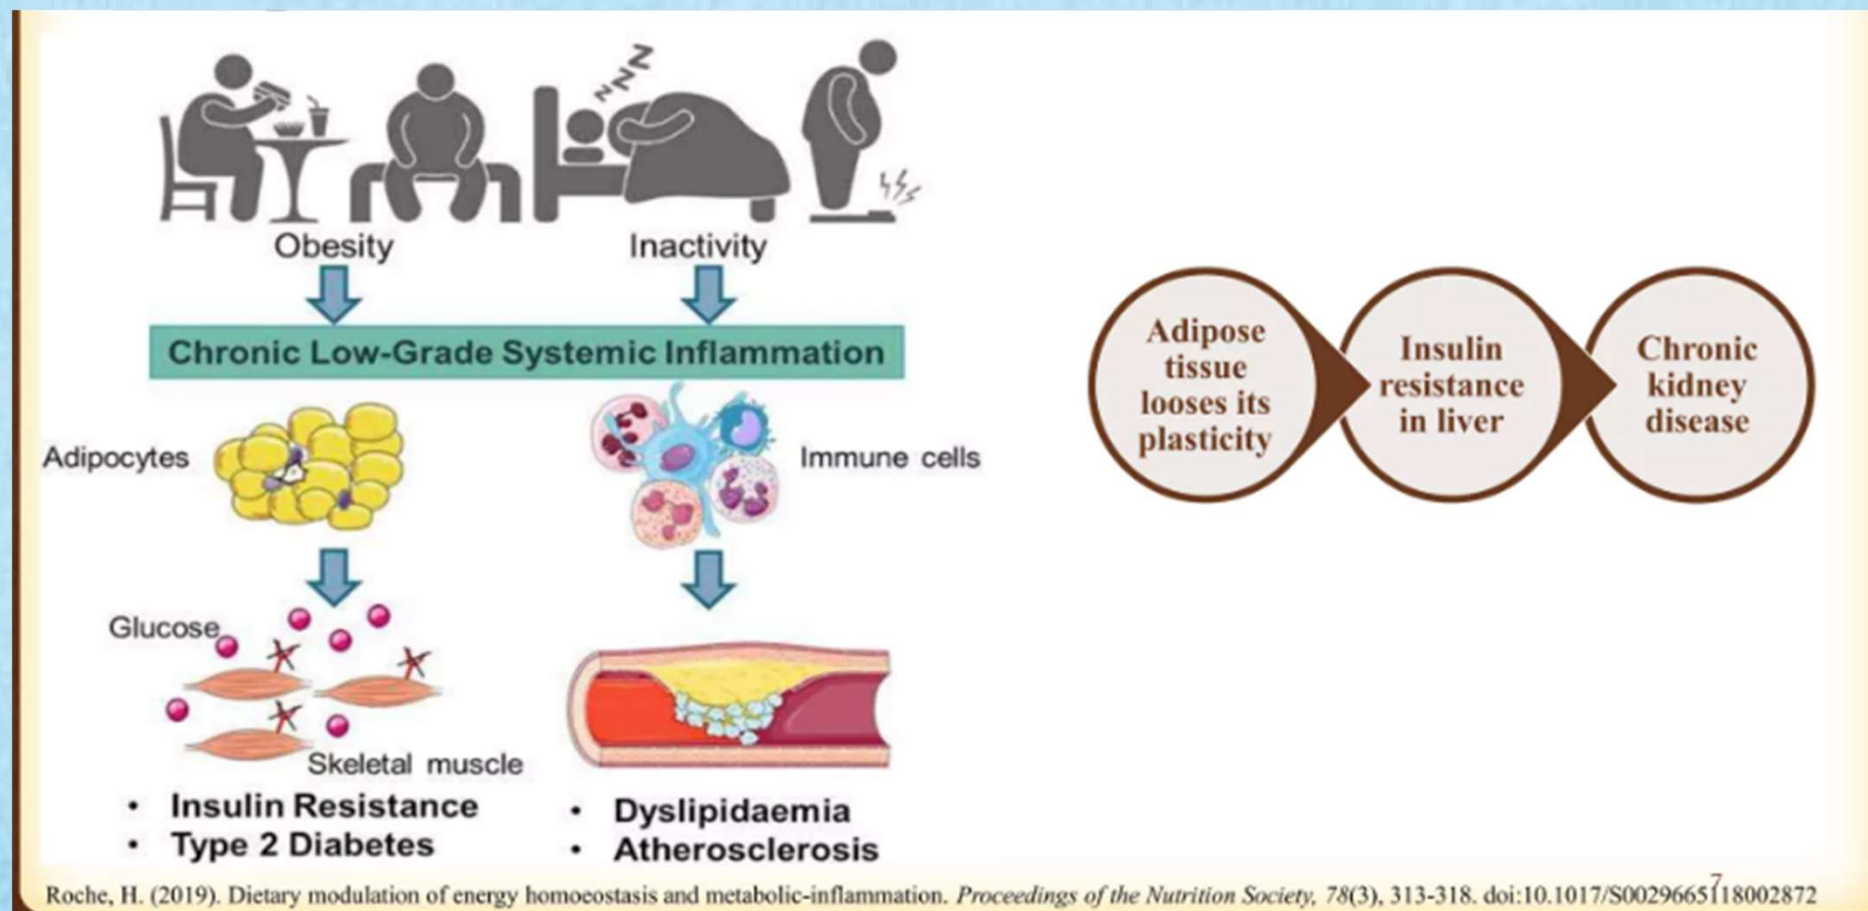 zzzz
Obesity
Inactivity
Chronic Low-Grade Systemic Inflammation
Adipocytes
Immune cells
Glucose
Skeletal muscle
• Insulin Resistance
• Type 2 Diabetes
• Dyslipidaemia
• Atherosclerosis
Adipose
tissue
looses its
plasticity
Insulin
resistance
in liver
Chronic
kidney
disease
7
Roche, H. (2019). Dietary modulation of energy homoeostasis and metabolic-inflammation. Proceedings of the Nutrition Society, 78(3), 313-318. doi:10.1017/S0029665118002872